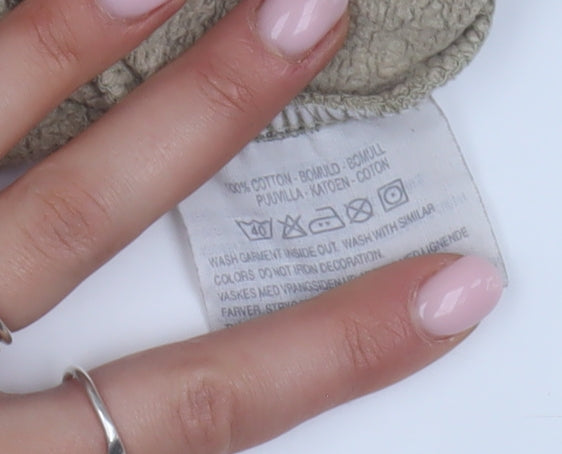 100% COTTON - BOMULD - BOMULL
PUUVILLA - KATOEN - COTON
40
WASH GARMENT INSIDE OUT. WASH WITH SIMILAR
COLORS. DO NOT IRON DECORATION.
VASKES MED VRANGSIDEN LIGNENDE
FARVER.